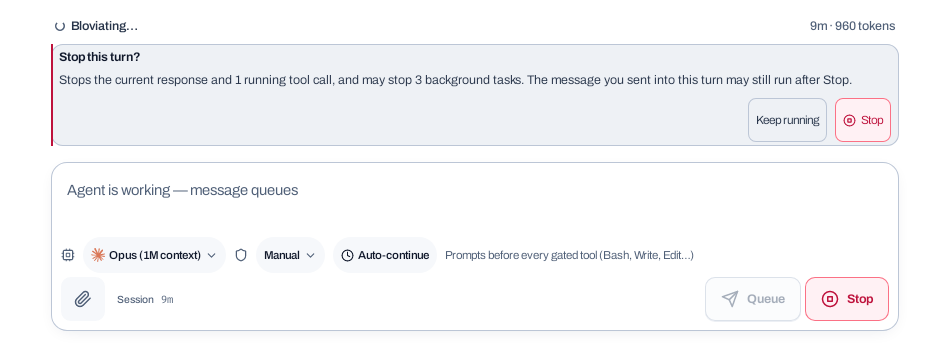 Bloviating...
9m · 960 tokens
Stop this turn?
Stops the current response and 1 running tool call, and may stop 3 background tasks. The message you sent into this turn may still run after Stop.
Keep running
Stop
Agent is working — message queues
Opus (1M context)
Manual
Auto-continue
Prompts before every gated tool (Bash, Write, Edit...)
Session 9m
Queue
Stop